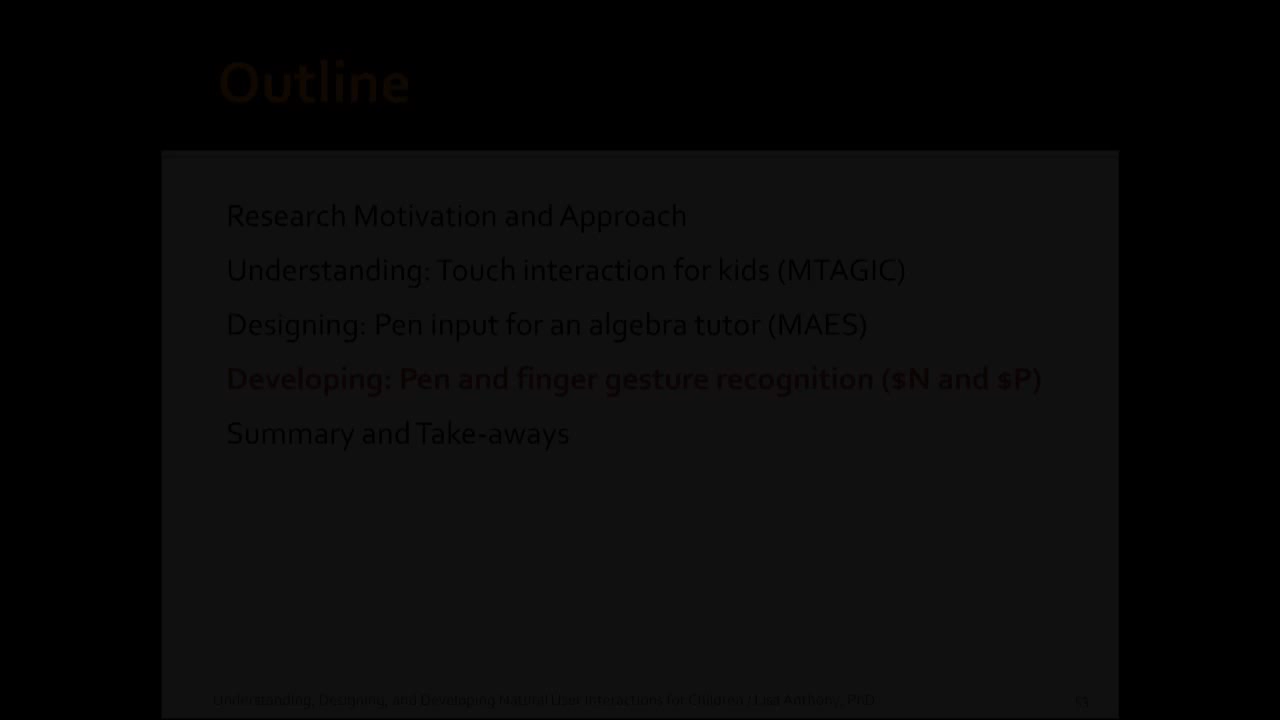 Outline
Research Motivation and Approach
Understanding: Touch interaction for kids (MTAGIC)
Designing: Pen input for an algebra tutor (MAES)
Developing: Pen and finger gesture recognition ($N and $P)
Summary and Take-aways
Understanding, Designing, and Developing Natural User Interactions for Children / Lisa Anthony, PhD
53